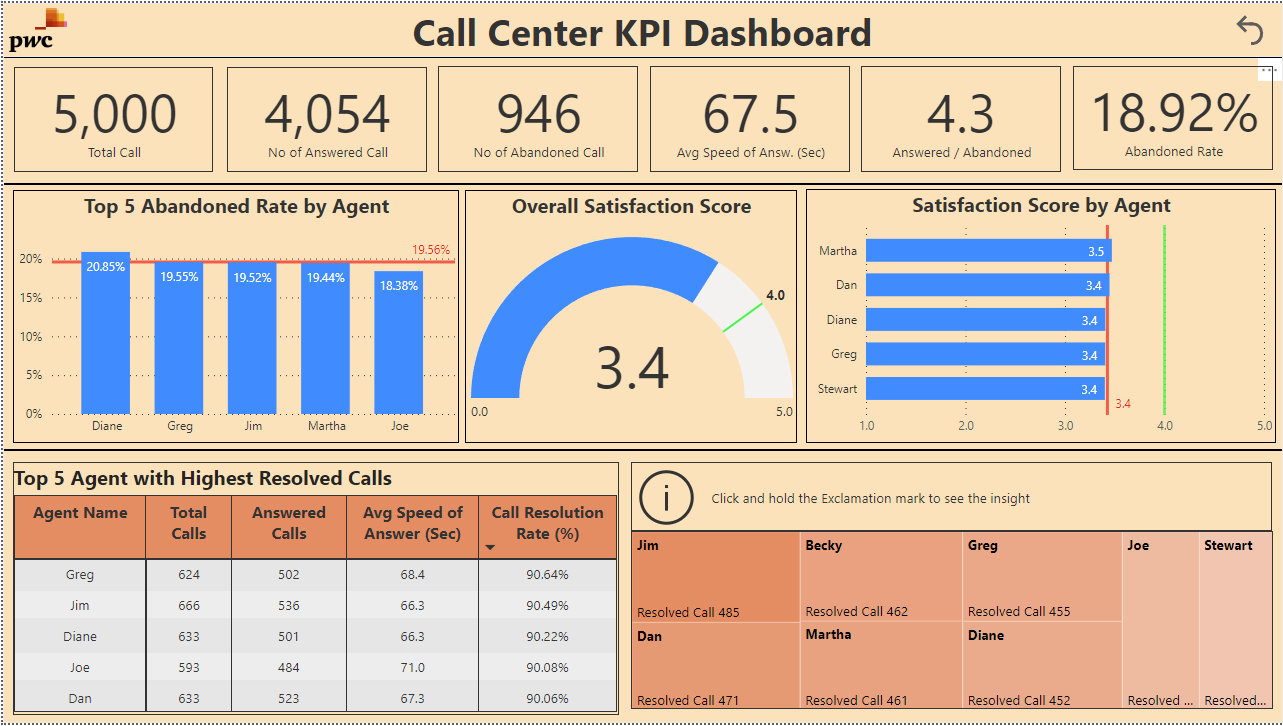 pwc
Call Center KPI Dashboard
5,000
Total Call
4,054
No of Answered Call
946
No of Abandoned Call
67.5
Avg Speed of Answ. (Sec)
4.3
Answered / Abandoned
18.92%
Abandoned Rate
Top 5 Abandoned Rate by Agent
19.56%
20%
15%
10%
5%
0%
20.85%
19.55%
19.52%
19.44%
18.38%
Diane Greg Jim Martha Joe
Overall Satisfaction Score
4.0
3.4
0.0 5.0
Satisfaction Score by Agent
Martha 3.5
Dan 3.4
Diane 3.4
Greg 3.4
Stewart 3.4
3.4
1.0 2.0 3.0 4.0 5.0
Top 5 Agent with Highest Resolved Calls
Agent Name Total Answered Avg Speed of Call Resolution
Calls Calls Answer (Sec) Rate (%)
Greg 624 502 68.4 90.64%
Jim 666 536 66.3 90.49%
Diane 633 501 66.3 90.22%
Joe 593 484 71.0 90.08%
Dan 633 523 67.3 90.06%
i
Click and hold the Exclamation mark to see the insight
Jim
Resolved Call 485
Dan
Resolved Call 471
Becky
Resolved Call 462
Martha
Resolved Call 461
Greg
Resolved Call 455
Diane
Resolved Call 452
Joe
Resolved ...
Stewart
Resolved...